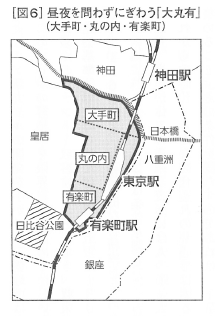 [図6] 昼夜を問わずにぎわう「大丸有」
(大手町・丸の内・有楽町)
神田
神田駅
大手町
日本橋
皇居
丸の内
八重洲
東京駅
有楽町
日比谷公園
有楽町駅
銀座